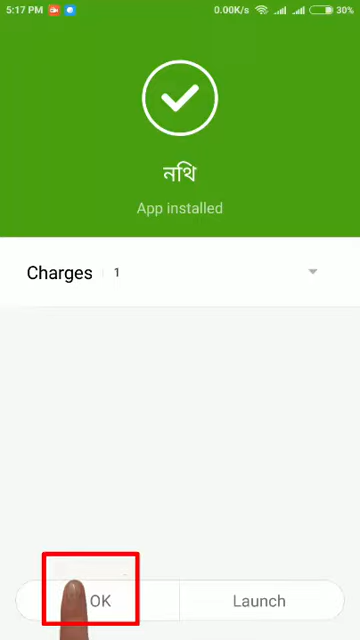 5:17 PM 0.00K/s 30%
নথি
App installed
Charges 1
OK Launch